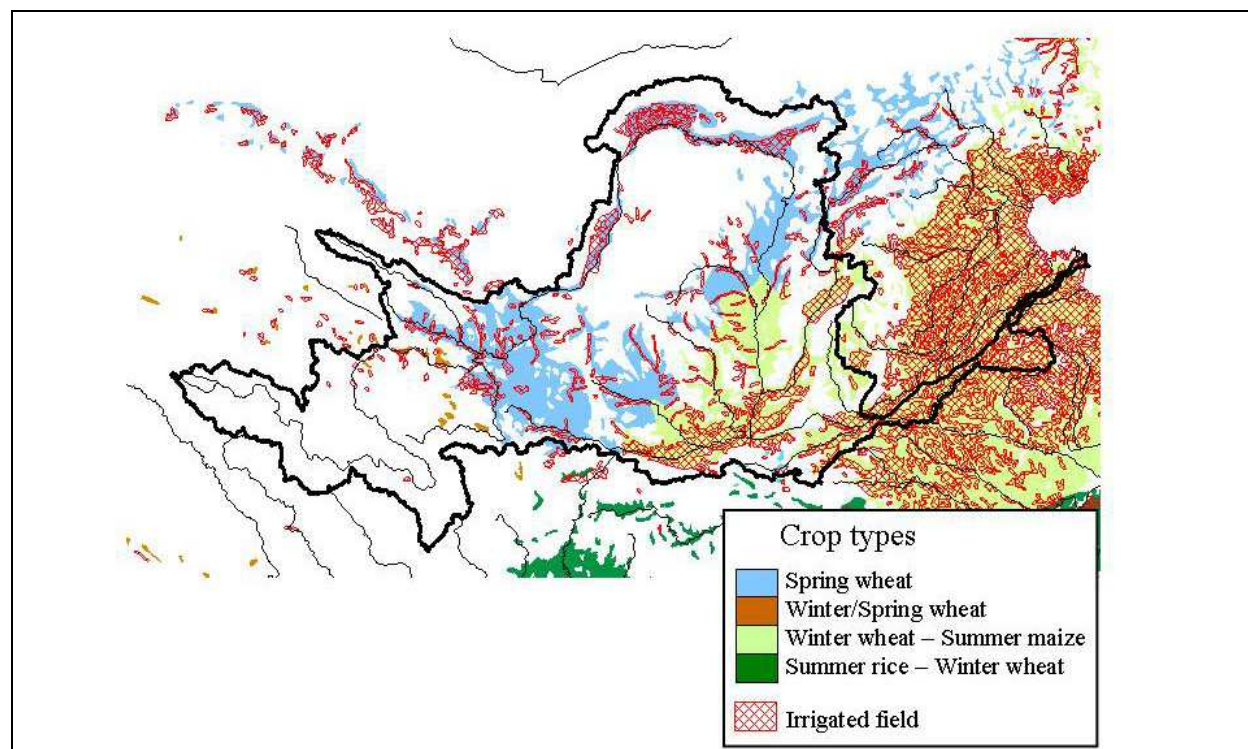 Crop types
Spring wheat
Winter/Spring wheat
Winter wheat – Summer maize
Summer rice – Winter wheat
Irrigated field